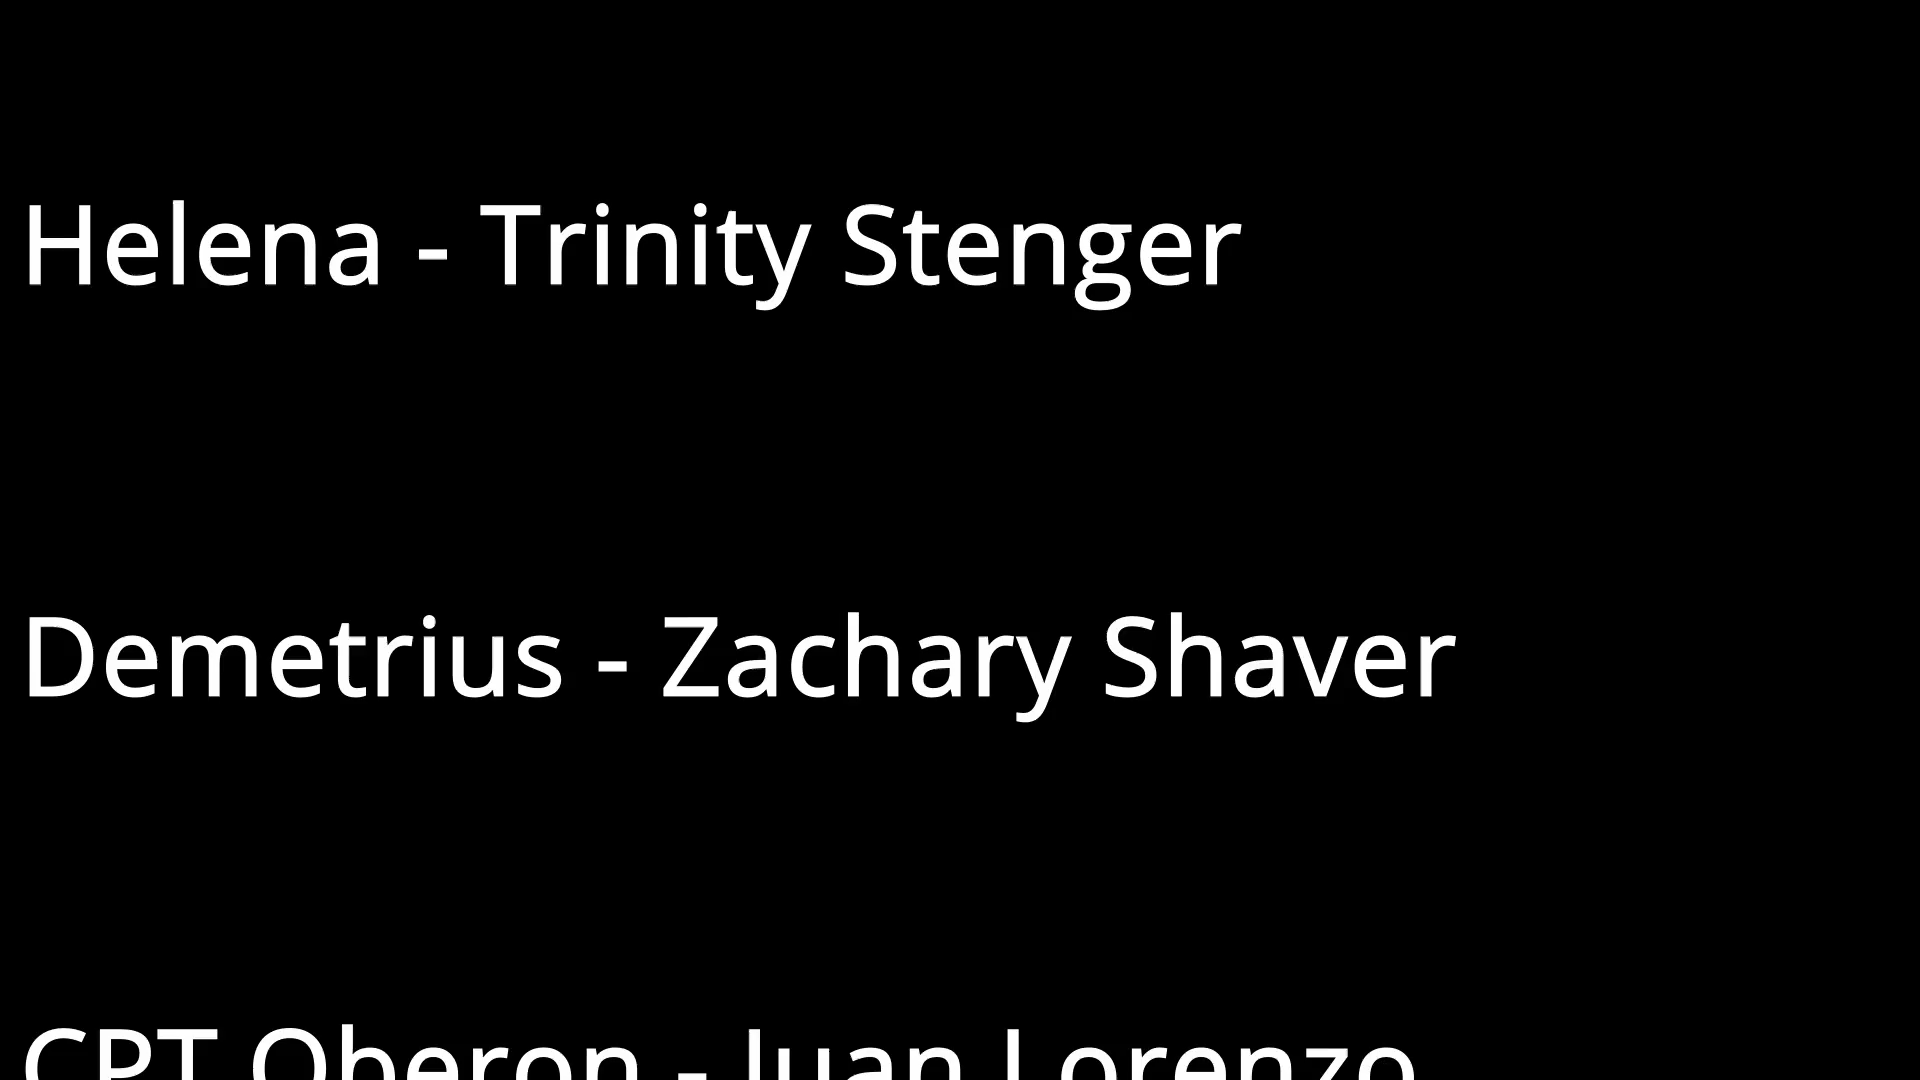 Helena - Trinity Stenger
Demetrius - Zachary Shaver
CPT Oberon - Juan Lorenzo